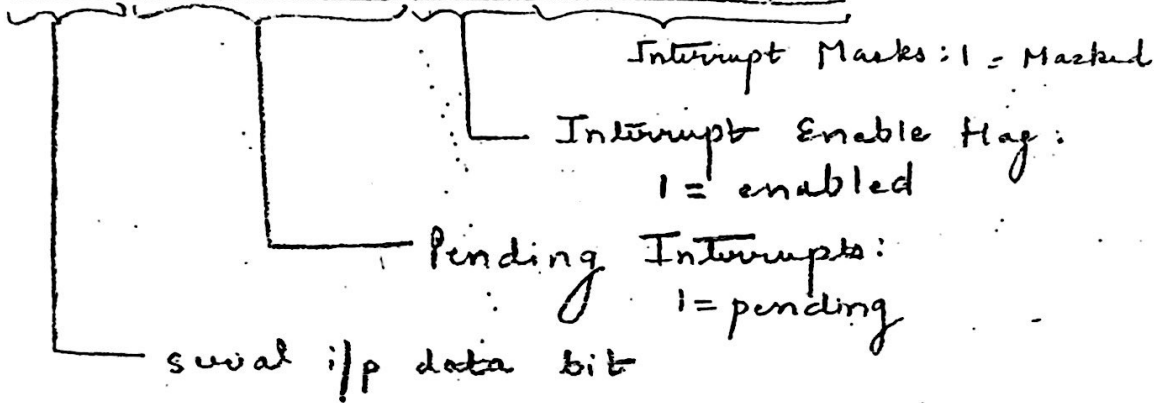 Interrupt Masks: 1 = Masked
Interrupt Enable Flag:
1 = enabled
Pending Interrupts:
1 = pending
serial i/p data bit